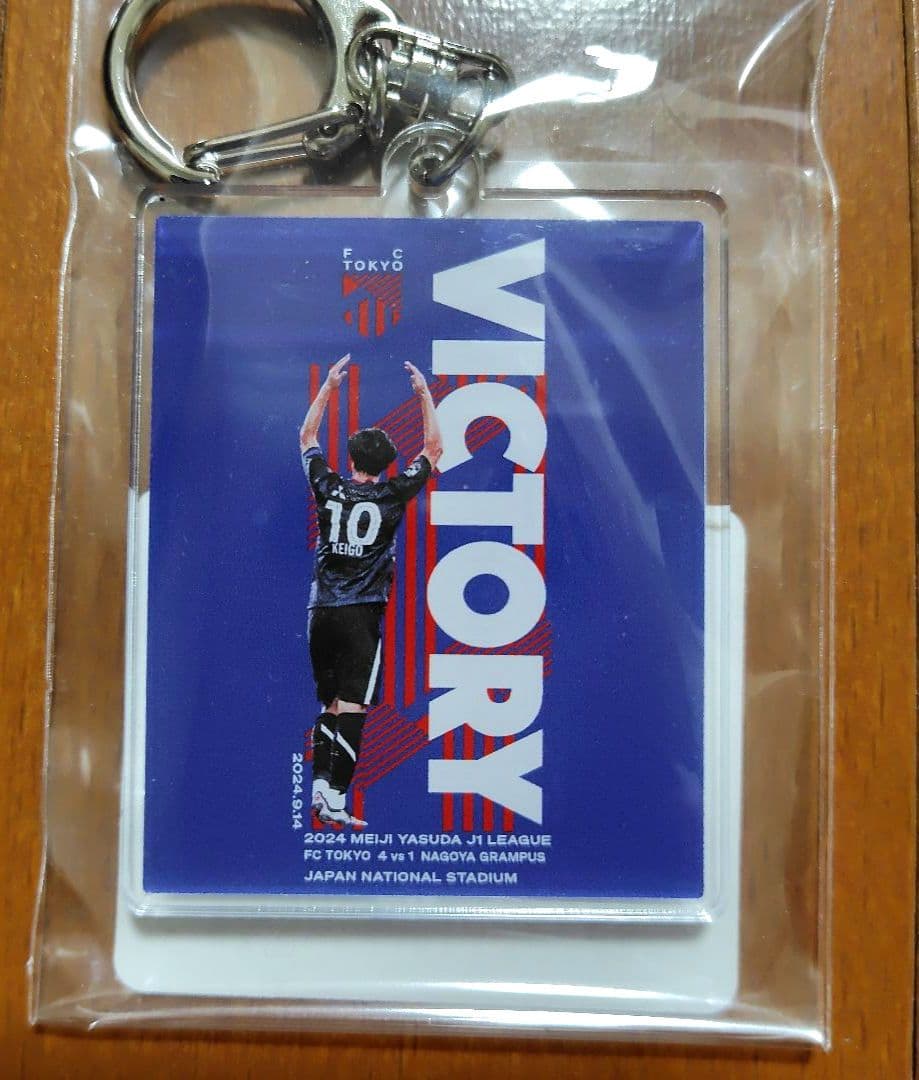 F C
TOKYO
VICTORY
10
KEIGO
2024.9.14
2024 MEIJI YASUDA J1 LEAGUE
FC TOKYO 4 vs 1 NAGOYA GRAMPUS
JAPAN NATIONAL STADIUM